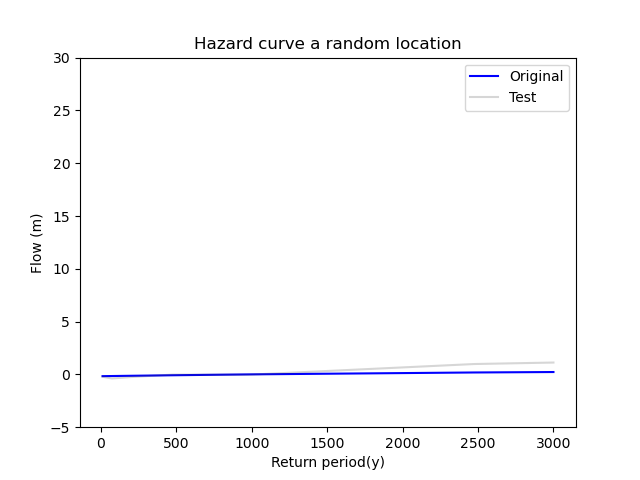 Hazard curve a random location
Original
Test
30
25
20
15
10
5
0
−5
Flow (m)
0 500 1000 1500 2000 2500 3000
Return period(y)